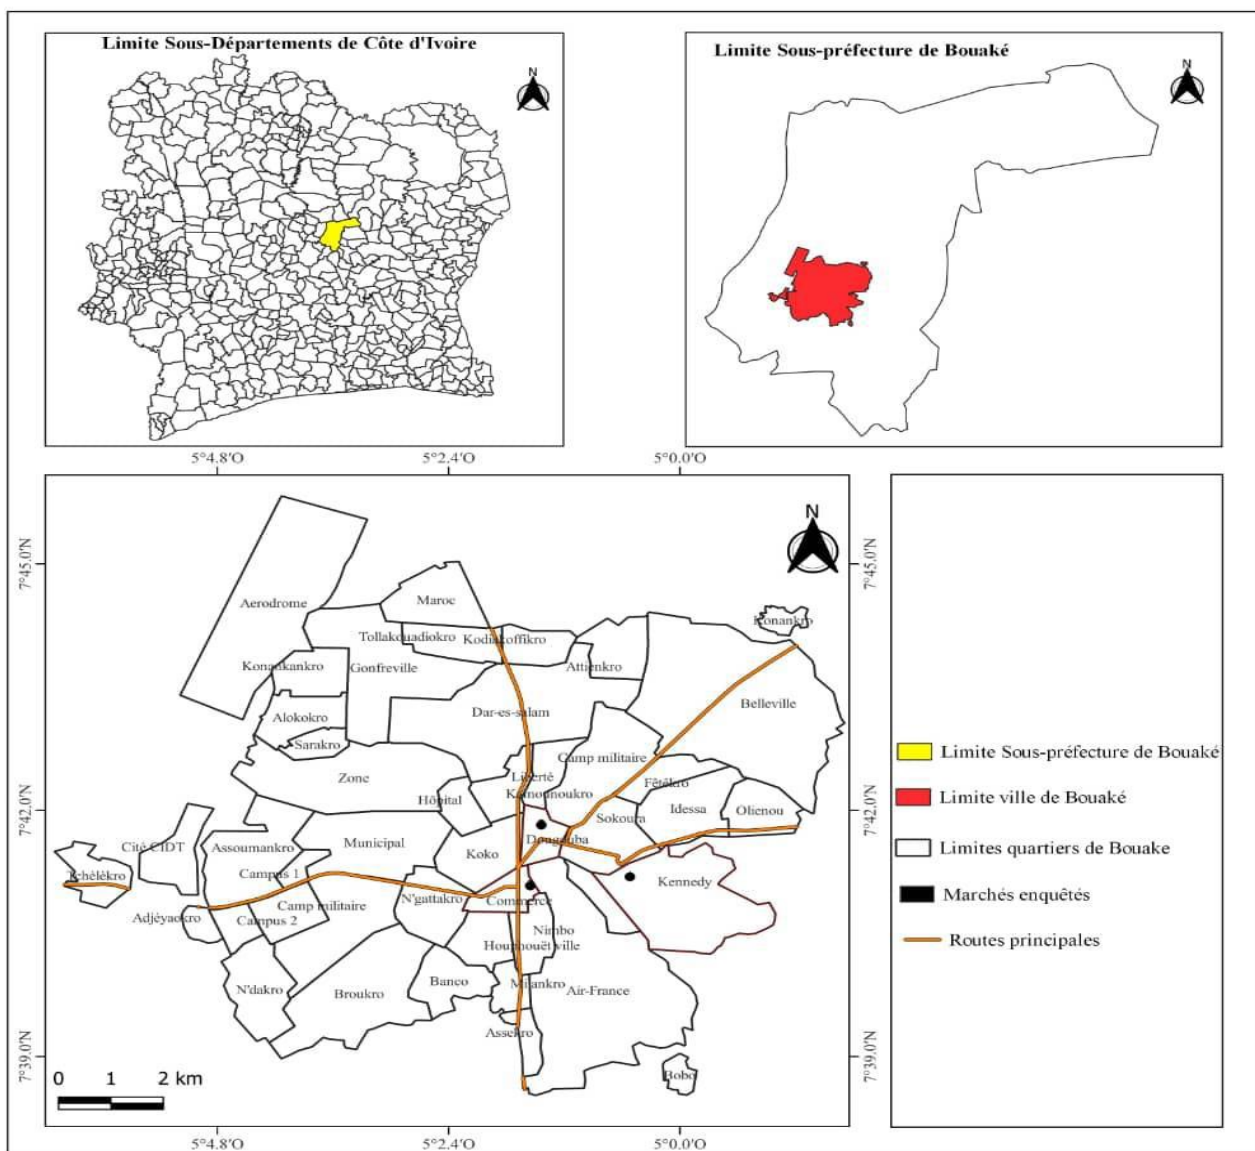 Limite Sous-Départements de Côte d'Ivoire
N
Limite Sous-préfecture de Bouaké
N
5°4.8'O
5°2.4'O
5°0.0'O
7°45.0'N
7°45.0'N
N
Aerodrome
Maroc
Konankro
Tollakouadiokro
Kodiakoffikro
Konankankro
Gonfreville
Attienkro
Belleville
Alokokro
Dar-es-salam
Sarakro
Camp militaire
Zone
Liberté
Fêtêkro
Hôpital
Kamounoukro
Idessa
Olienou
7°42.0'N
7°42.0'N
Sokoura
Municipal
Dougouba
Cité CIDT
Assoumankro
Koko
Tchêlêkro
Campus 1
Kennedy
N'gattakro
Commerce
Camp militaire
Adjéyaokro
Campus 2
Nimbo
Houphouët ville
N'dakro
Broukro
Banco
Milankro
Air-France
Assekro
7°39.0'N
7°39.0'N
Bobo
0 1 2 km
5°4.8'O
5°2.4'O
5°0.0'O
Limite Sous-préfecture de Bouaké
Limite ville de Bouaké
Limites quartiers de Bouake
Marchés enquêtés
Routes principales